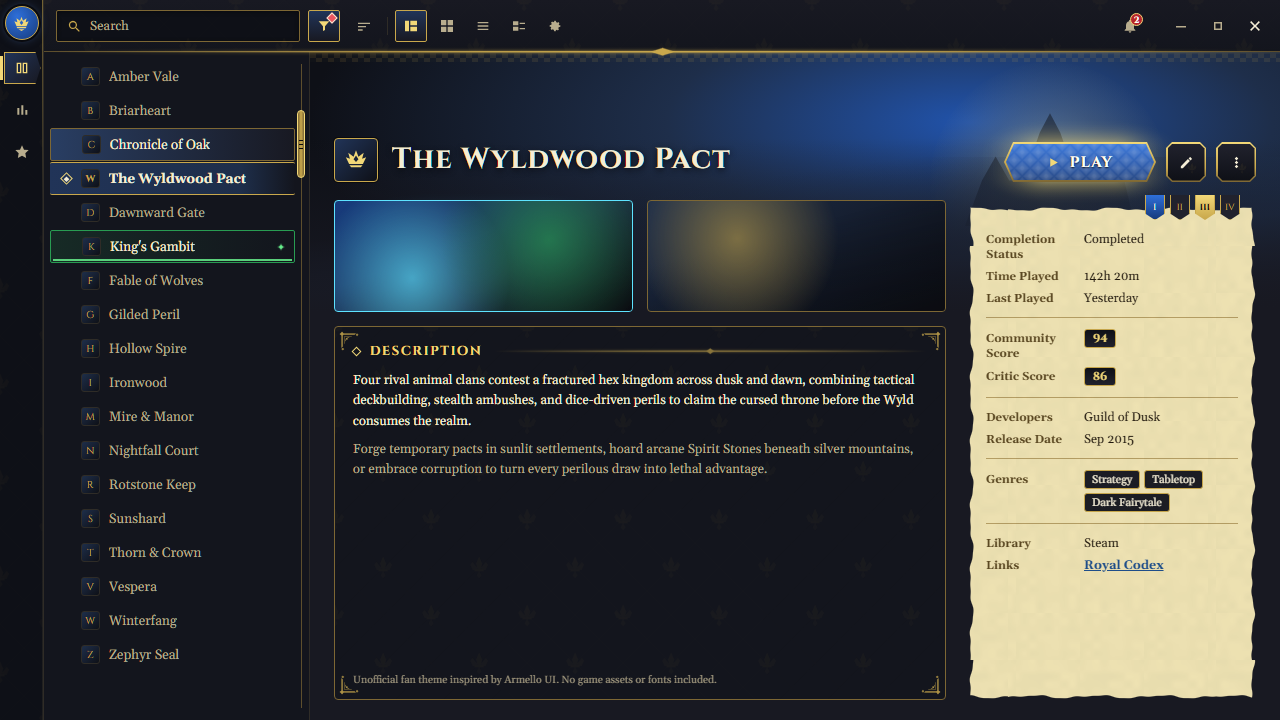 Search
2
A Amber Vale
B Briarheart
C Chronicle of Oak
W The Wyldwood Pact
D Dawnward Gate
K King's Gambit
F Fable of Wolves
G Gilded Peril
H Hollow Spire
I Ironwood
M Mire & Manor
N Nightfall Court
R Rotstone Keep
S Sunshard
T Thorn & Crown
V Vespera
W Winterfang
Z Zephyr Seal
The Wyldwood Pact
PLAY
DESCRIPTION
Four rival animal clans contest a fractured hex kingdom across dusk and dawn, combining tactical
deckbuilding, stealth ambushes, and dice-driven perils to claim the cursed throne before the Wyld
consumes the realm.
Forge temporary pacts in sunlit settlements, hoard arcane Spirit Stones beneath silver mountains,
or embrace corruption to turn every perilous draw into lethal advantage.
Unofficial fan theme inspired by Armello UI. No game assets or fonts included.
I II III IV
Completion Status Completed
Time Played 142h 20m
Last Played Yesterday
Community Score 94
Critic Score 86
Developers Guild of Dusk
Release Date Sep 2015
Genres Strategy Tabletop
Dark Fairytale
Library Steam
Links Royal Codex